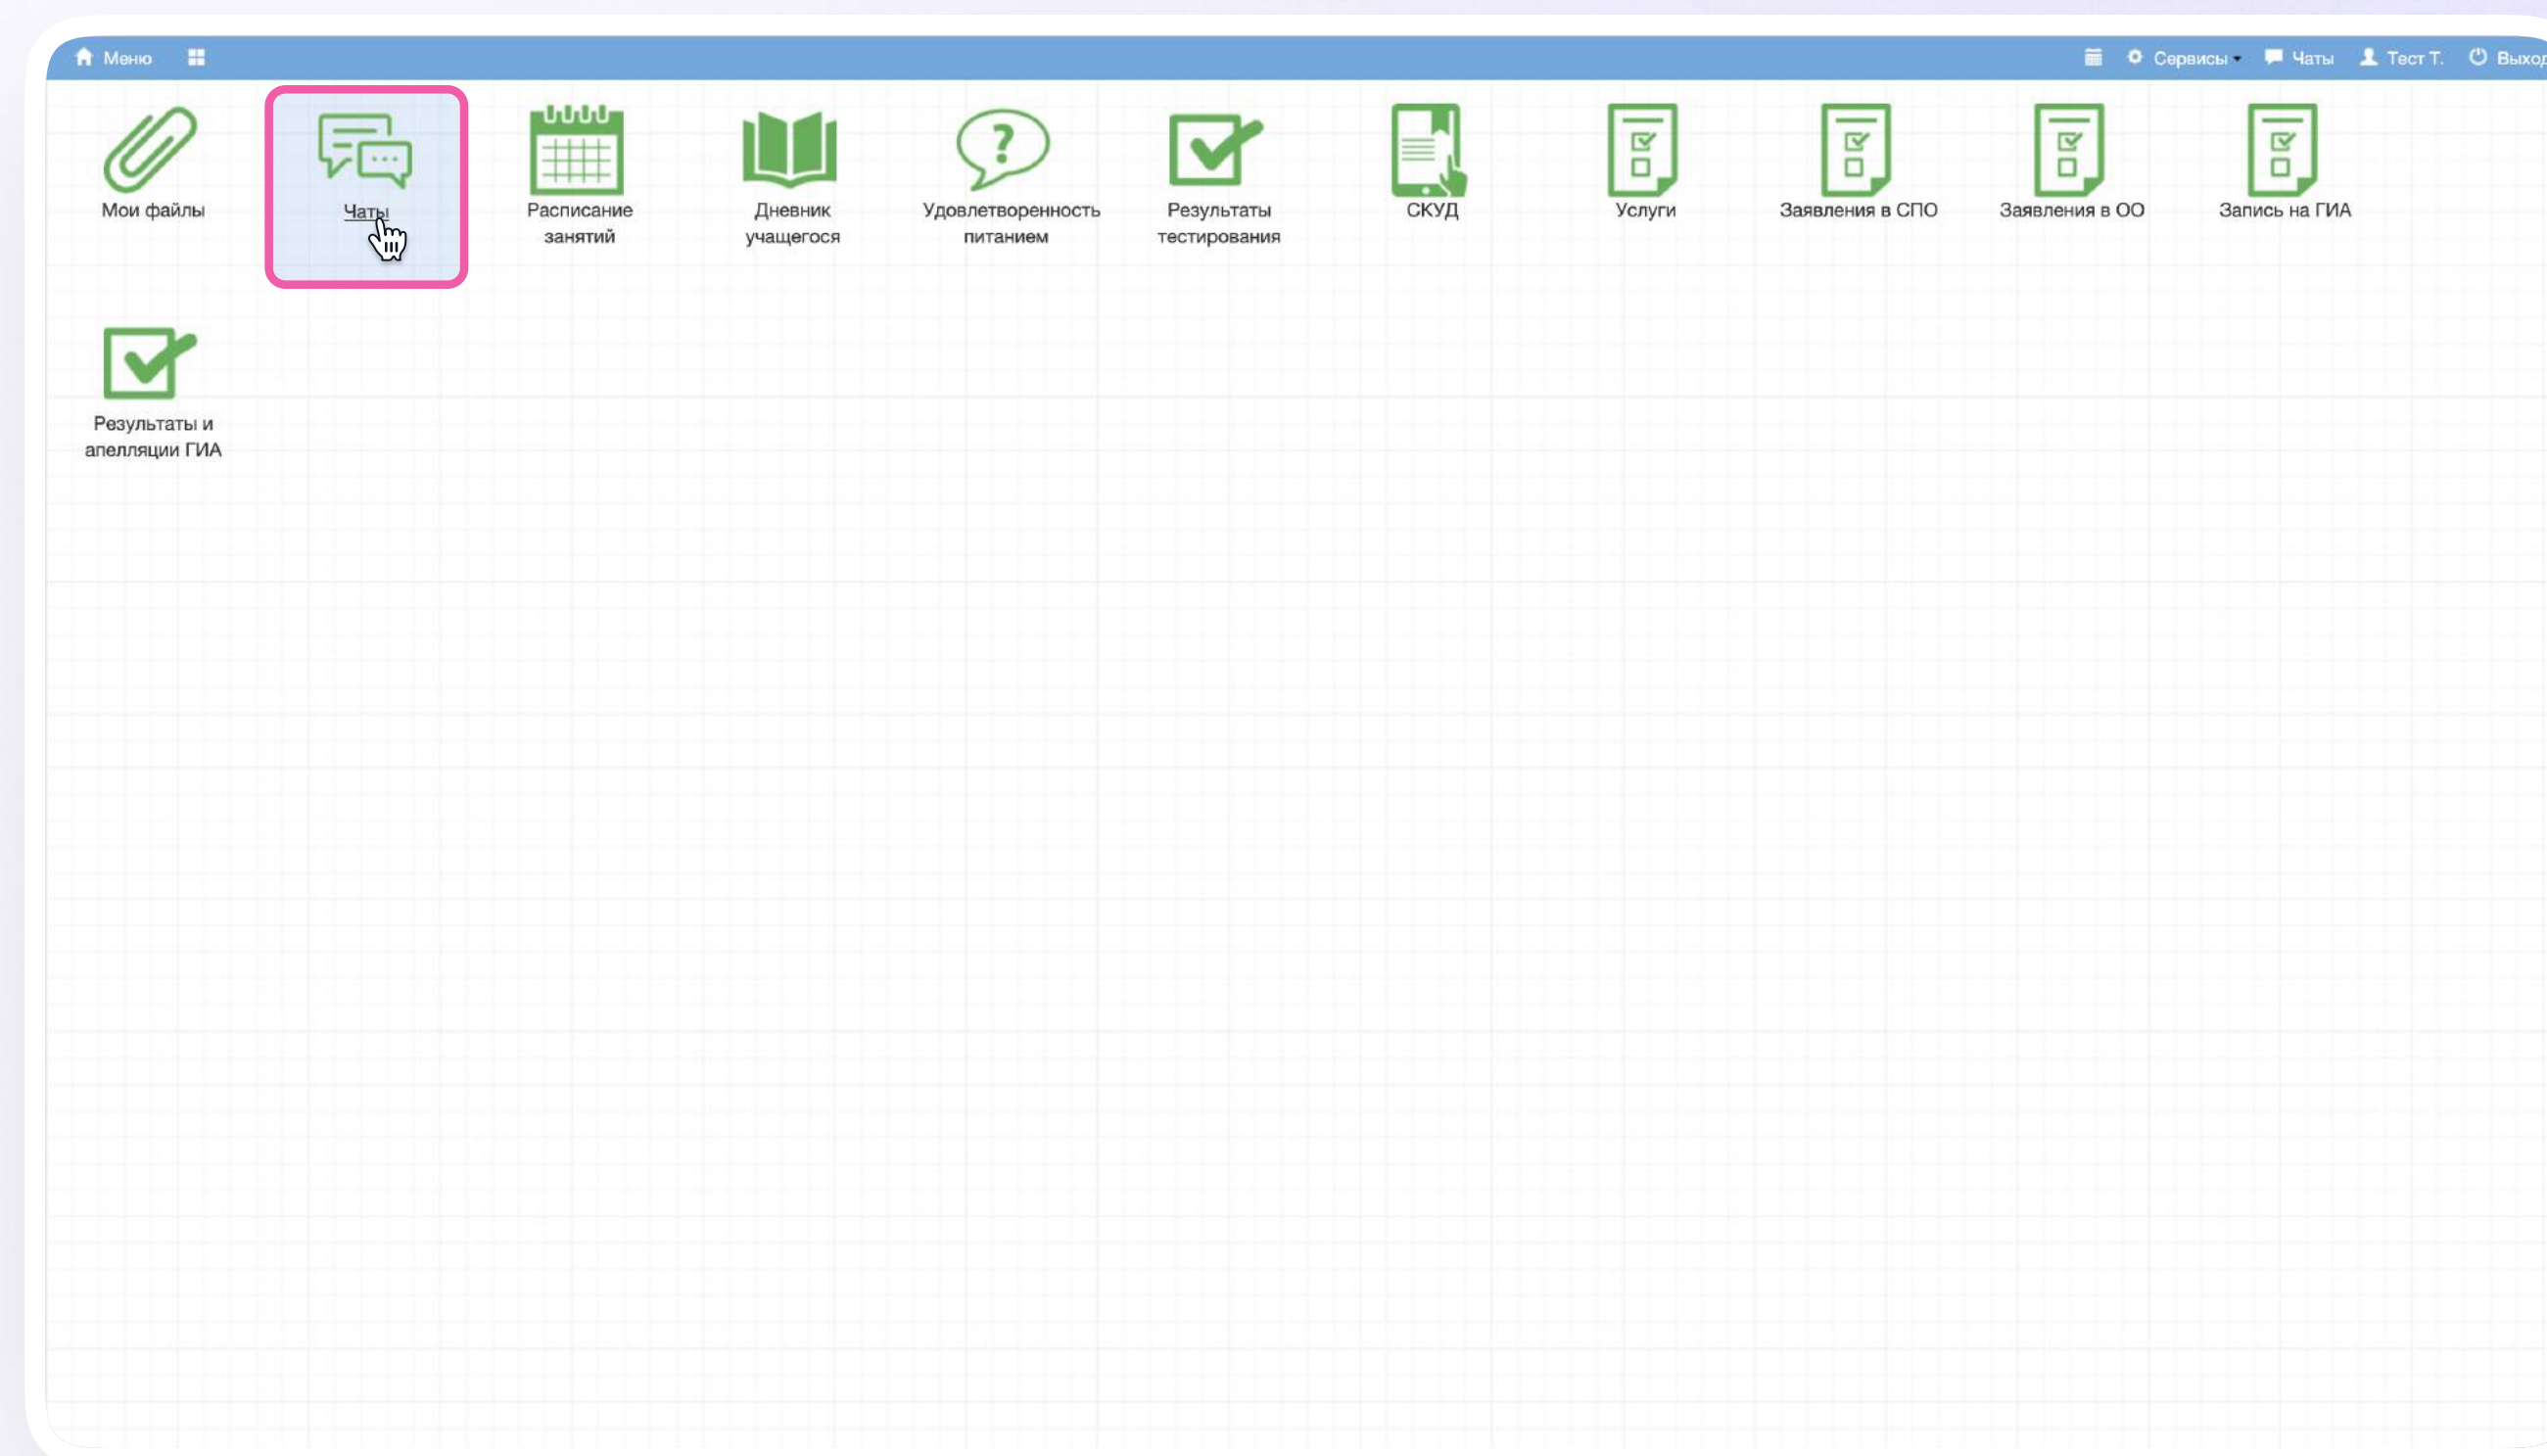 Меню
Сервисы
Чаты
Тест Т.
Выход
Мои файлы
Чаты
Расписание
занятий
Дневник
учащегося
Удовлетворенность
питанием
Результаты
тестирования
СКУД
Услуги
Заявления в СПО
Заявления в ОО
Запись на ГИА
Результаты и
апелляции ГИА